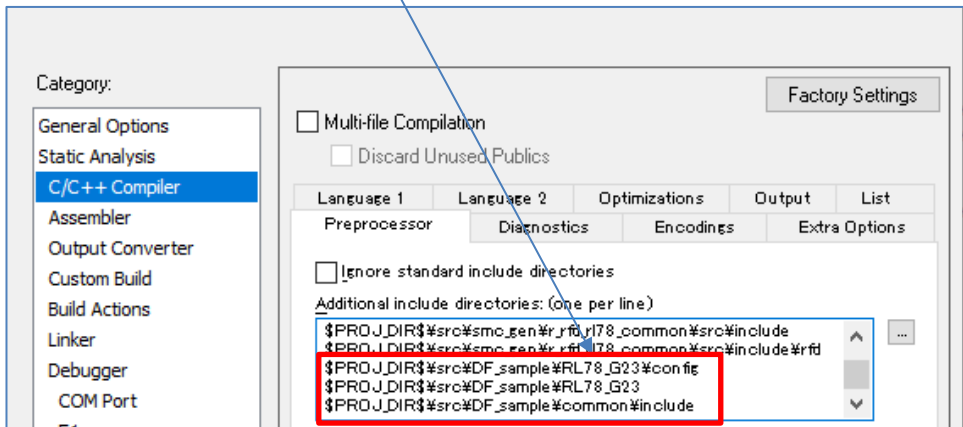 Category:
General Options
Static Analysis
C/C++ Compiler
Assembler
Output Converter
Custom Build
Build Actions
Linker
Debugger
COM Port
Factory Settings
Multi-file Compilation
Discard Unused Publics
Language 1 Language 2 Optimizations Output List
Preprocessor Diagnostics Encodings Extra Options
Ignore standard include directories
Additional include directories: (one per line)
$PROJ_DIR$¥src¥smc_gen¥r_rfd_rl78_common¥src¥include
$PROJ_DIR$¥src¥smc_gen¥r_rfd_rl78_common¥src¥include¥rfd
$PROJ_DIR$¥src¥DF_sample¥RL78_G23¥config
$PROJ_DIR$¥src¥DF_sample¥RL78_G23
$PROJ_DIR$¥src¥DF_sample¥common¥include
...